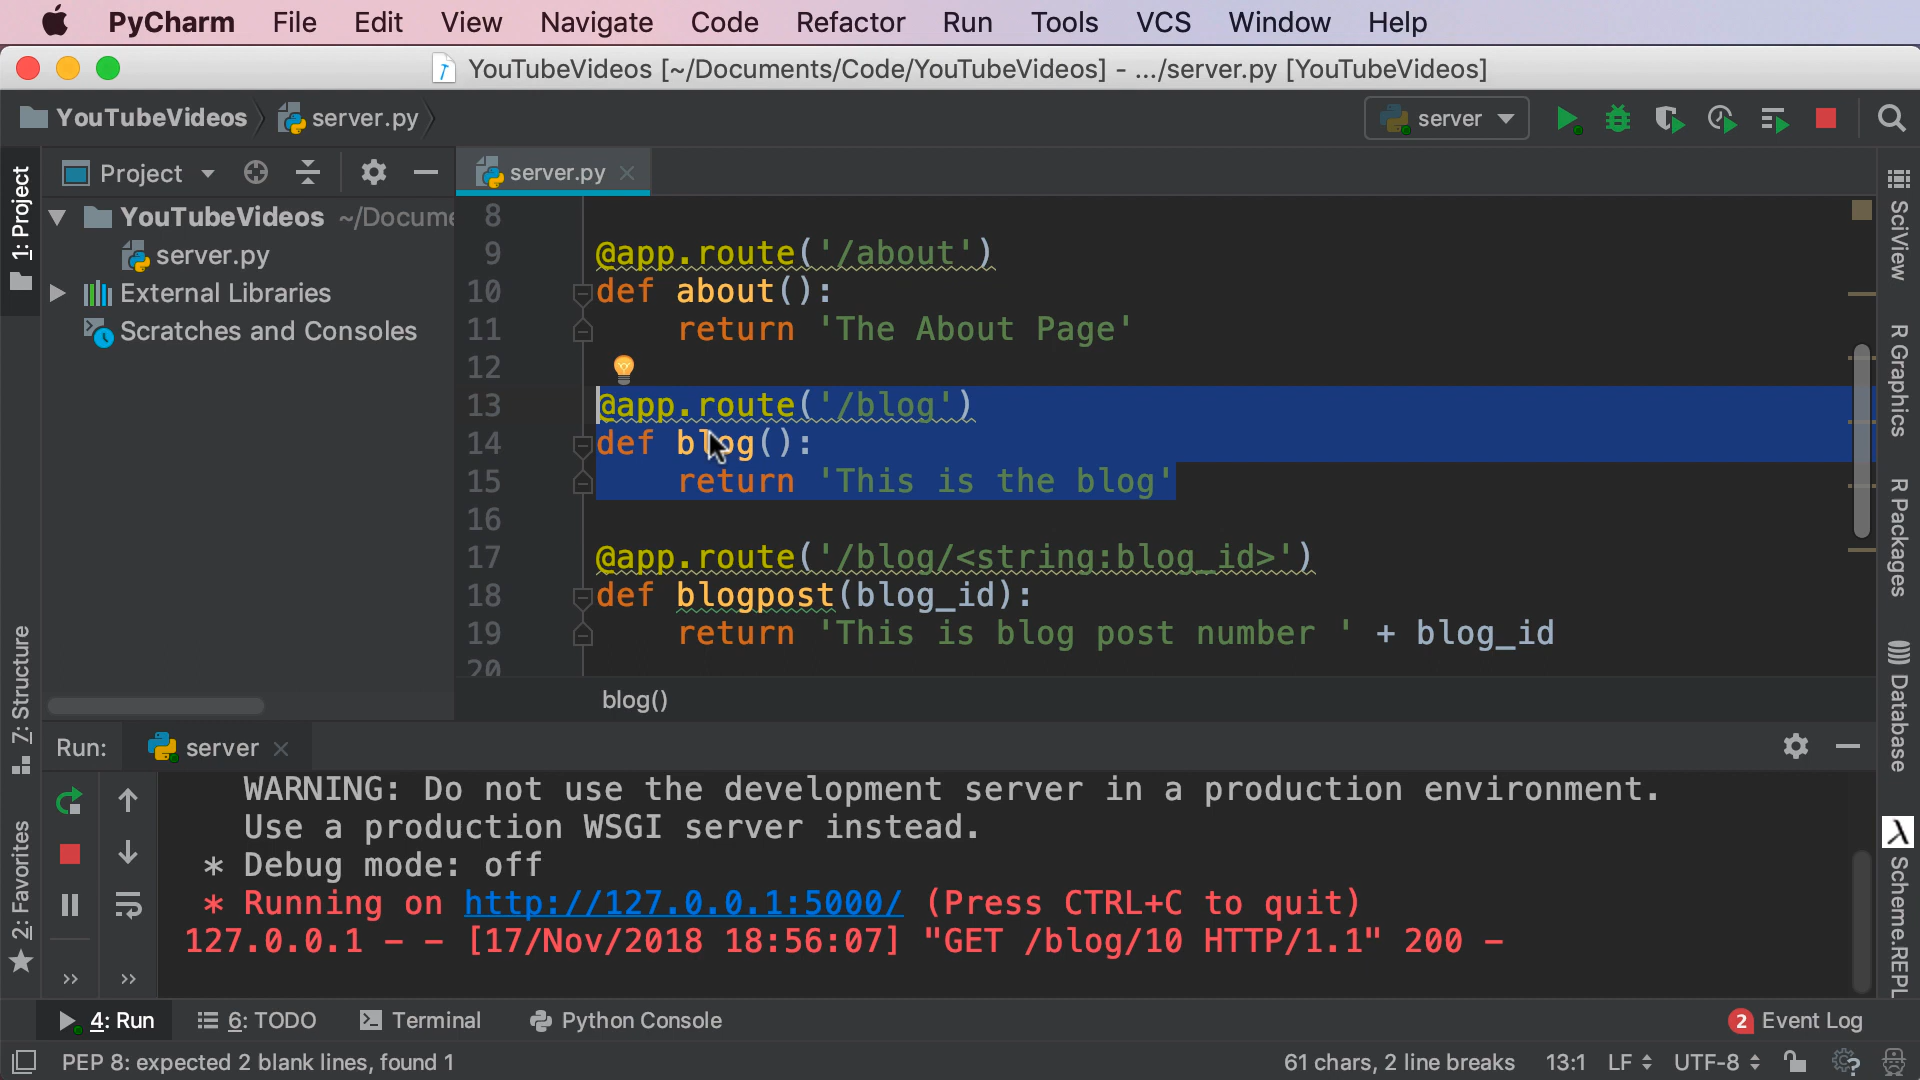 PyCharm File Edit View Navigate Code Refactor Run Tools VCS Window Help
YouTubeVideos [~/Documents/Code/YouTubeVideos] - .../server.py [YouTubeVideos]
YouTubeVideos server.py server
1: Project
Project
server.py
YouTubeVideos ~/Docume
server.py
External Libraries
Scratches and Consoles
8
9 @app.route('/about')
10 def about():
11 return 'The About Page'
12
13 @app.route('/blog')
14 def blog():
15 return 'This is the blog'
16
17 @app.route('/blog/<string:blog_id>')
18 def blogpost(blog_id):
19 return 'This is blog post number ' + blog_id
20
blog()
SciView
R Graphics
R Packages
Database
Scheme.REPL
7: Structure
2: Favorites
Run: server
WARNING: Do not use the development server in a production environment.
Use a production WSGI server instead.
* Debug mode: off
* Running on http://127.0.0.1:5000/ (Press CTRL+C to quit)
127.0.0.1 - - [17/Nov/2018 18:56:07] "GET /blog/10 HTTP/1.1" 200 -
4: Run 6: TODO Terminal Python Console 2 Event Log
PEP 8: expected 2 blank lines, found 1 61 chars, 2 line breaks 13:1 LF UTF-8